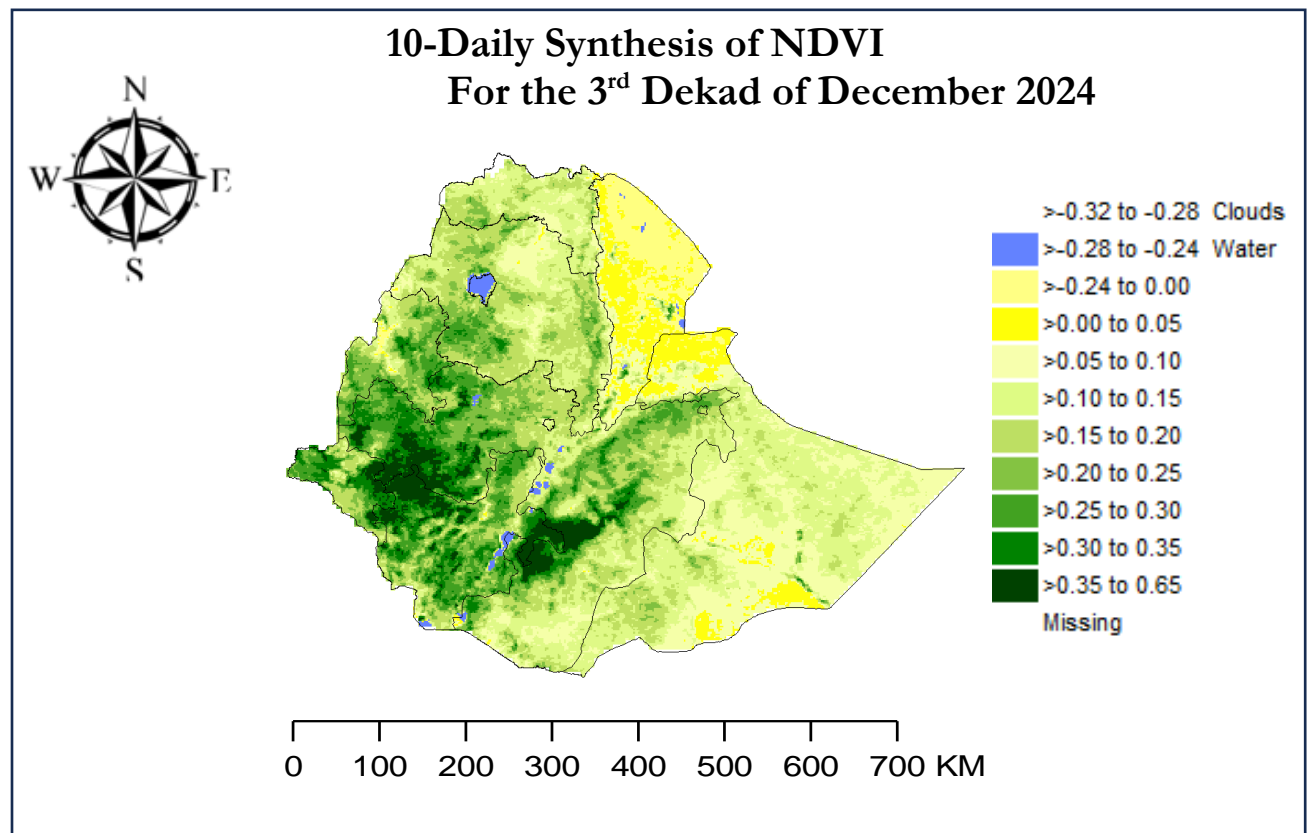 10-Daily Synthesis of NDVI
For the 3rd Dekad of December 2024
N
W E
S
>-0.32 to -0.28 Clouds
>-0.28 to -0.24 Water
>-0.24 to 0.00
>0.00 to 0.05
>0.05 to 0.10
>0.10 to 0.15
>0.15 to 0.20
>0.20 to 0.25
>0.25 to 0.30
>0.30 to 0.35
>0.35 to 0.65
Missing
0 100 200 300 400 500 600 700 KM